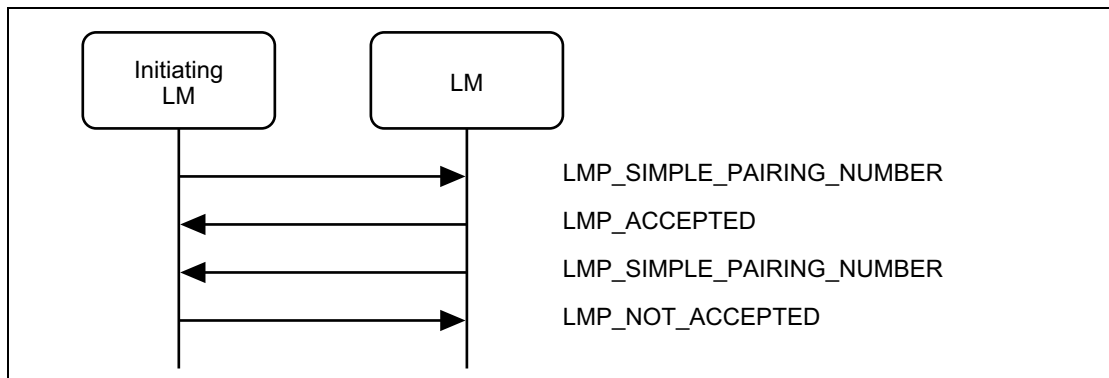 Initiating
LM
LM
LMP_SIMPLE_PAIRING_NUMBER
LMP_ACCEPTED
LMP_SIMPLE_PAIRING_NUMBER
LMP_NOT_ACCEPTED